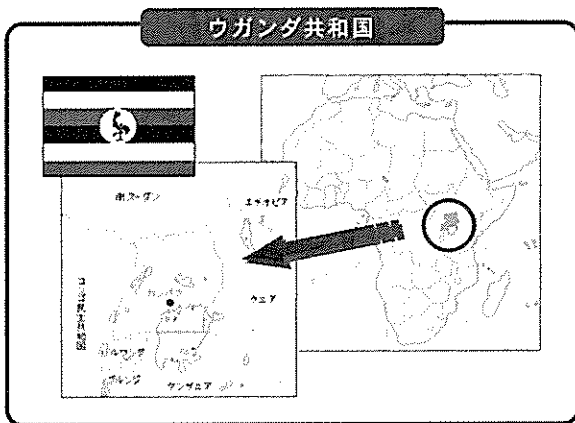 ウガンダ共和国
南スーダン
エチオピア
ケニア
コンゴ民主共和国
ルワンダ
ブルンジ
タンザニア